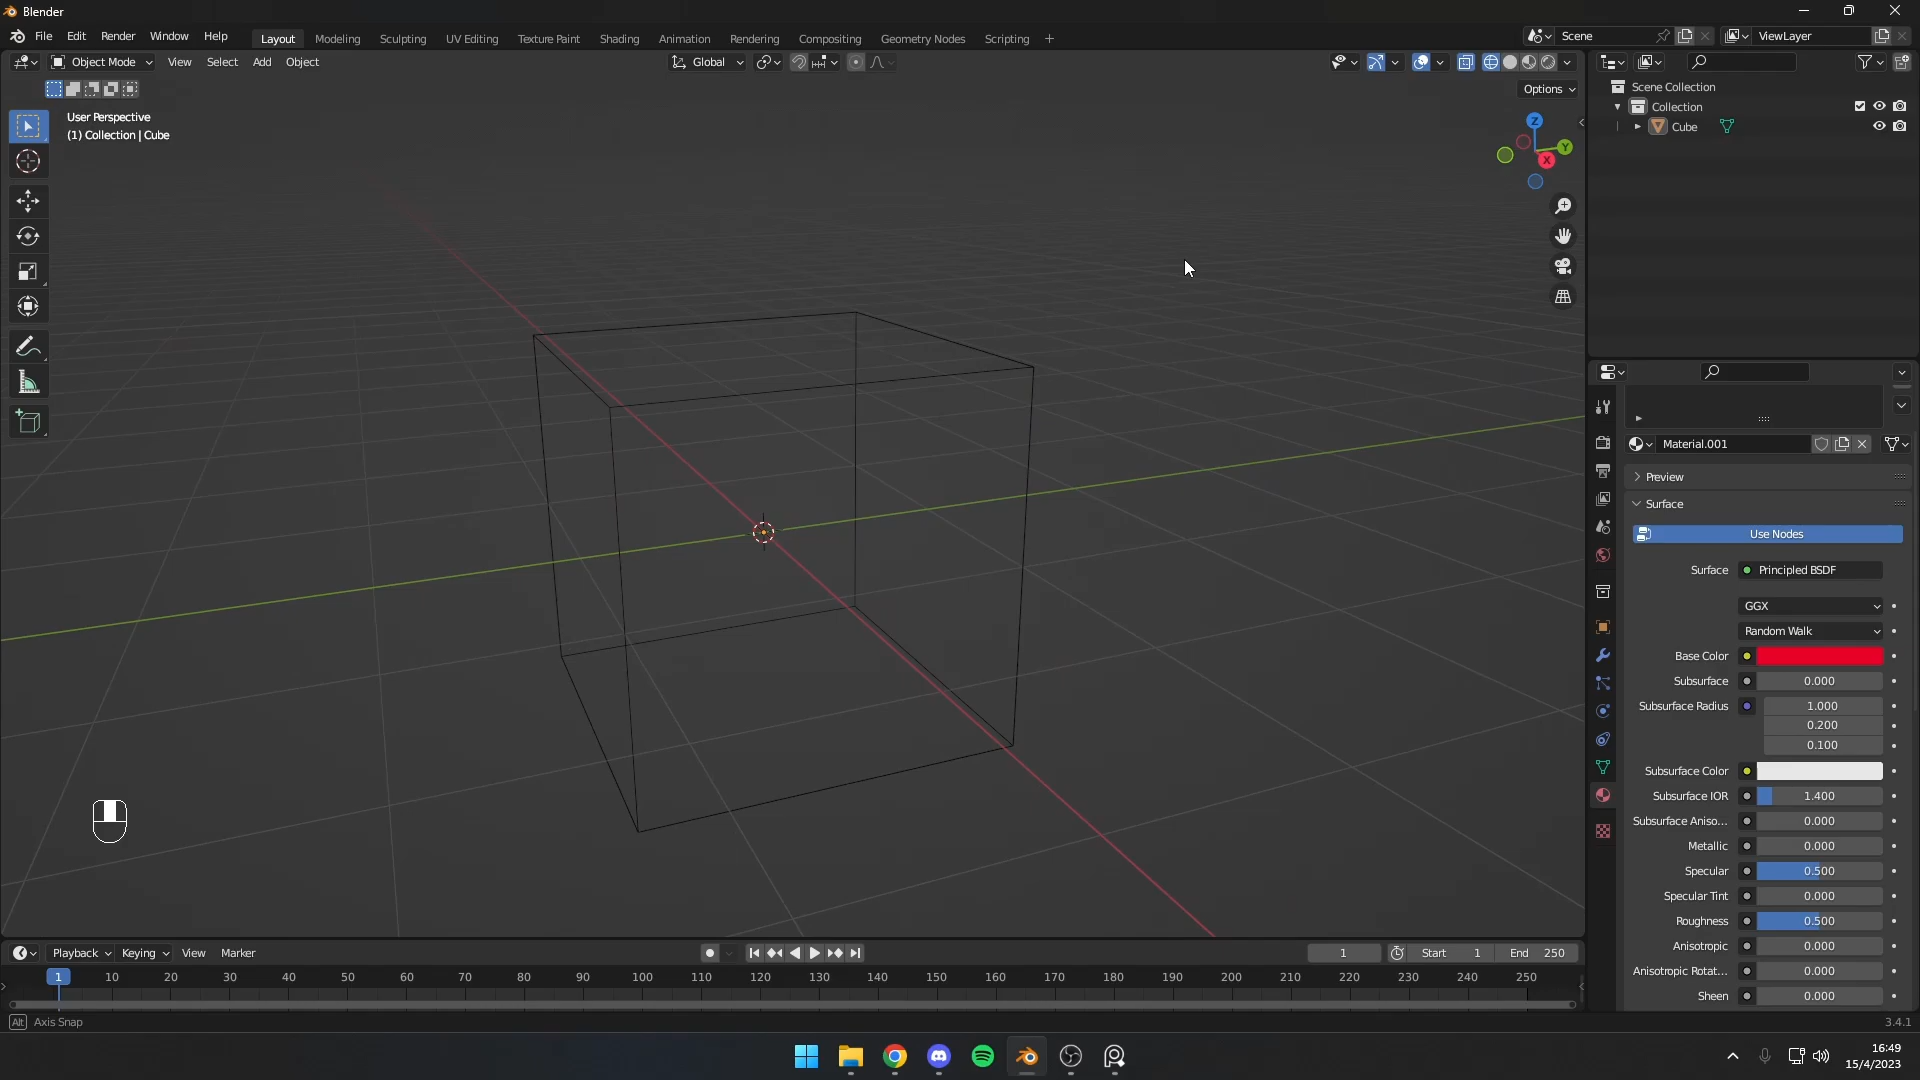 Blender
File Edit Render Window Help Layout Modeling Sculpting UV Editing Texture Paint Shading Animation Rendering Compositing Geometry Nodes Scripting + Scene ViewLayer
Object Mode View Select Add Object Global
Options
User Perspective
(1) Collection | Cube
Z
Y
X
Scene Collection
Collection
Cube
Material.001
Preview
Surface
Use Nodes
Surface Principled BSDF
GGX
Random Walk
Base Color
Subsurface 0.000
Subsurface Radius 1.000
0.200
0.100
Subsurface Color
Subsurface IOR 1.400
Subsurface Aniso... 0.000
Metallic 0.000
Specular 0.500
Specular Tint 0.000
Roughness 0.500
Anisotropic 0.000
Anisotropic Rotat... 0.000
Sheen 0.000
Playback Keying View Marker 1 Start 1 End 250
1 10 20 30 40 50 60 70 80 90 100 110 120 130 140 150 160 170 180 190 200 210 220 230 240 250
Alt Axis Snap 3.4.1
16:49
15/4/2023